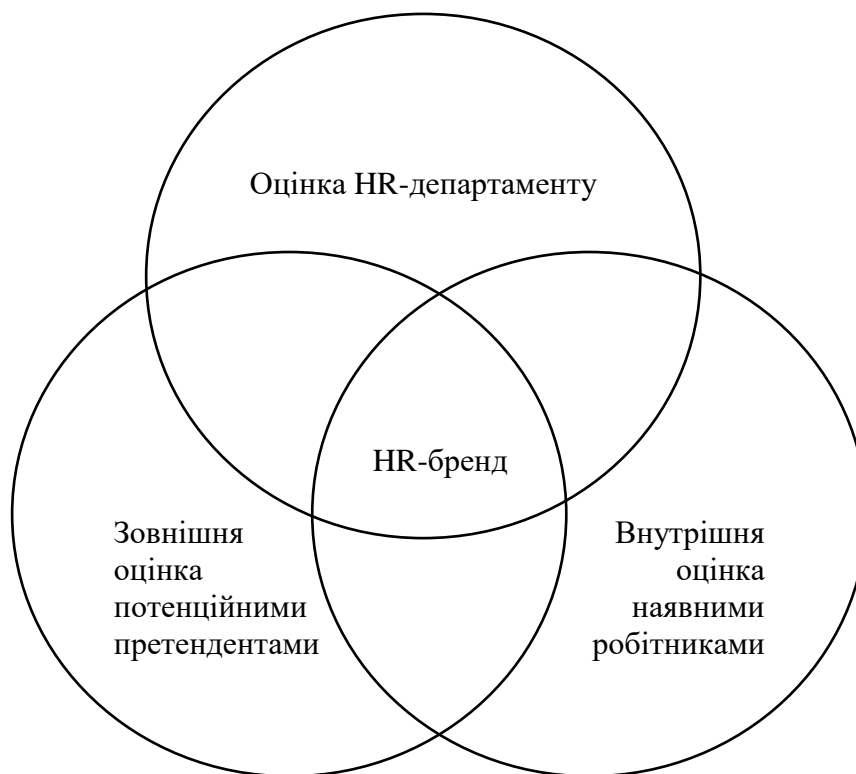 Оцінка HR-департаменту
HR-бренд
Зовнішня
оцінка
потенційними
претендентами
Внутрішня
оцінка
наявними
робітниками